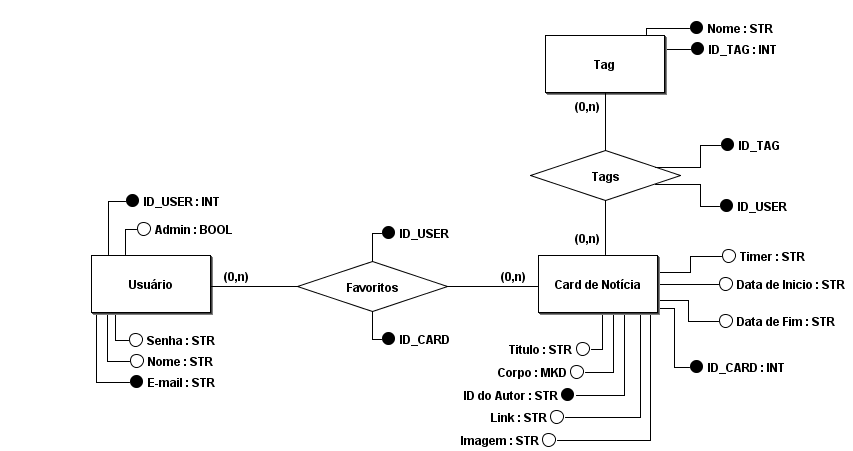 Nome : STR
ID_TAG : INT
Tag
(0,n)
ID_TAG
Tags
ID_USER
(0,n)
ID_USER : INT
Admin : BOOL
Usuário
(0,n)
ID_USER
Favoritos
ID_CARD
(0,n)
Card de Notícia
Timer : STR
Data de Inicio : STR
Data de Fim : STR
ID_CARD : INT
Senha : STR
Nome : STR
E-mail : STR
Titulo : STR
Corpo : MKD
ID do Autor : STR
Link : STR
Imagem : STR